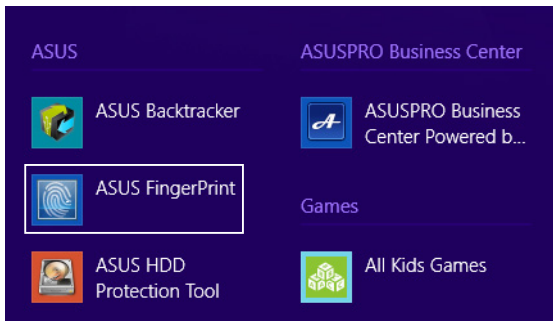 ASUS
ASUS Backtracker
ASUS FingerPrint
ASUS HDD
Protection Tool
ASUSPRO Business Center
ASUSPRO Business
Center Powered b...
Games
All Kids Games